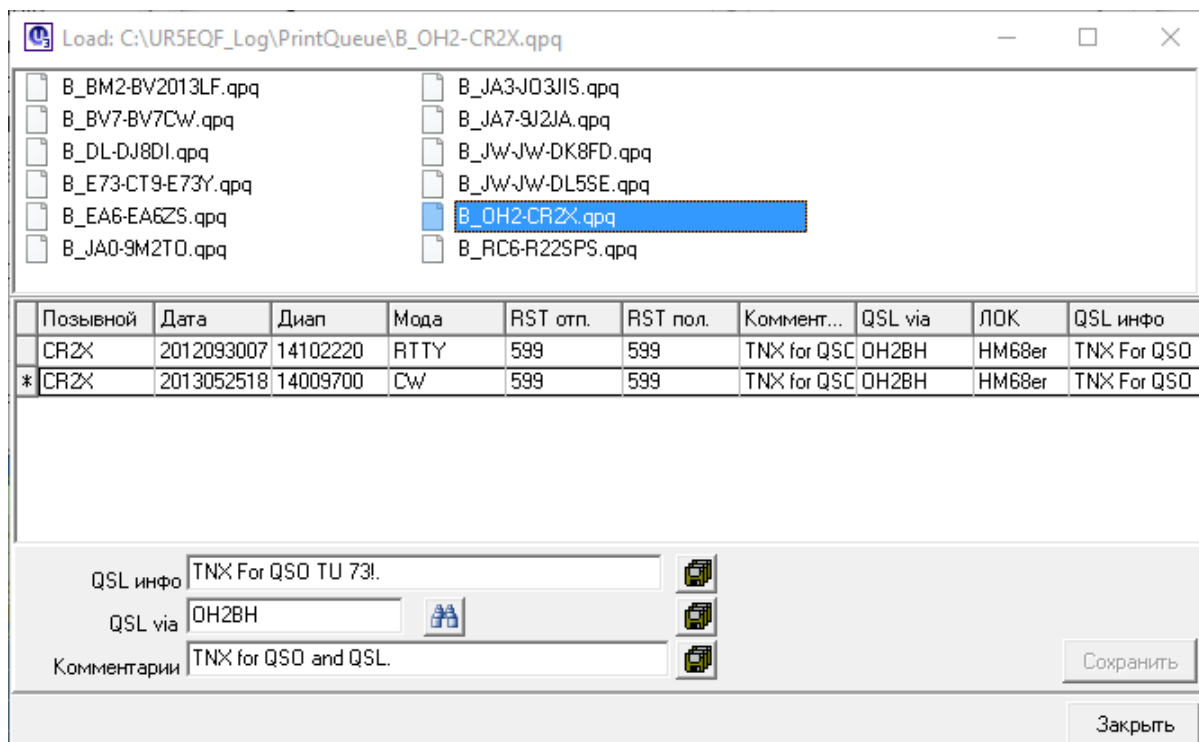 Load: C:\UR5EQF_Log\PrintQueue\B_OH2-CR2X.qpq
B_BM2-BV2013LF.qpq B_JA3-JO3JIS.qpq
B_BV7-BV7CW.qpq B_JA7-9J2JA.qpq
B_DL-DJ8DI.qpq B_JW-JW-DK8FD.qpq
B_E73-CT9-E73Y.qpq B_JW-JW-DL5SE.qpq
B_EA6-EA6ZS.qpq B_OH2-CR2X.qpq
B_JA0-9M2TO.qpq B_RC6-R22SPS.qpq
Позывной Дата Диап Мода RST отп. RST пол. Коммент... QSL via ЛОК QSL инфо
CR2X 2012093007 14102220 RTTY 599 599 TNX for QSO OH2BH HM68er TNX For QSO
* CR2X 2013052518 14009700 CW 599 599 TNX for QSO OH2BH HM68er TNX For QSO
QSL инфо TNX For QSO TU 73!.
QSL via OH2BH
Комментарии TNX for QSO and QSL.
Сохранить
Закрыть